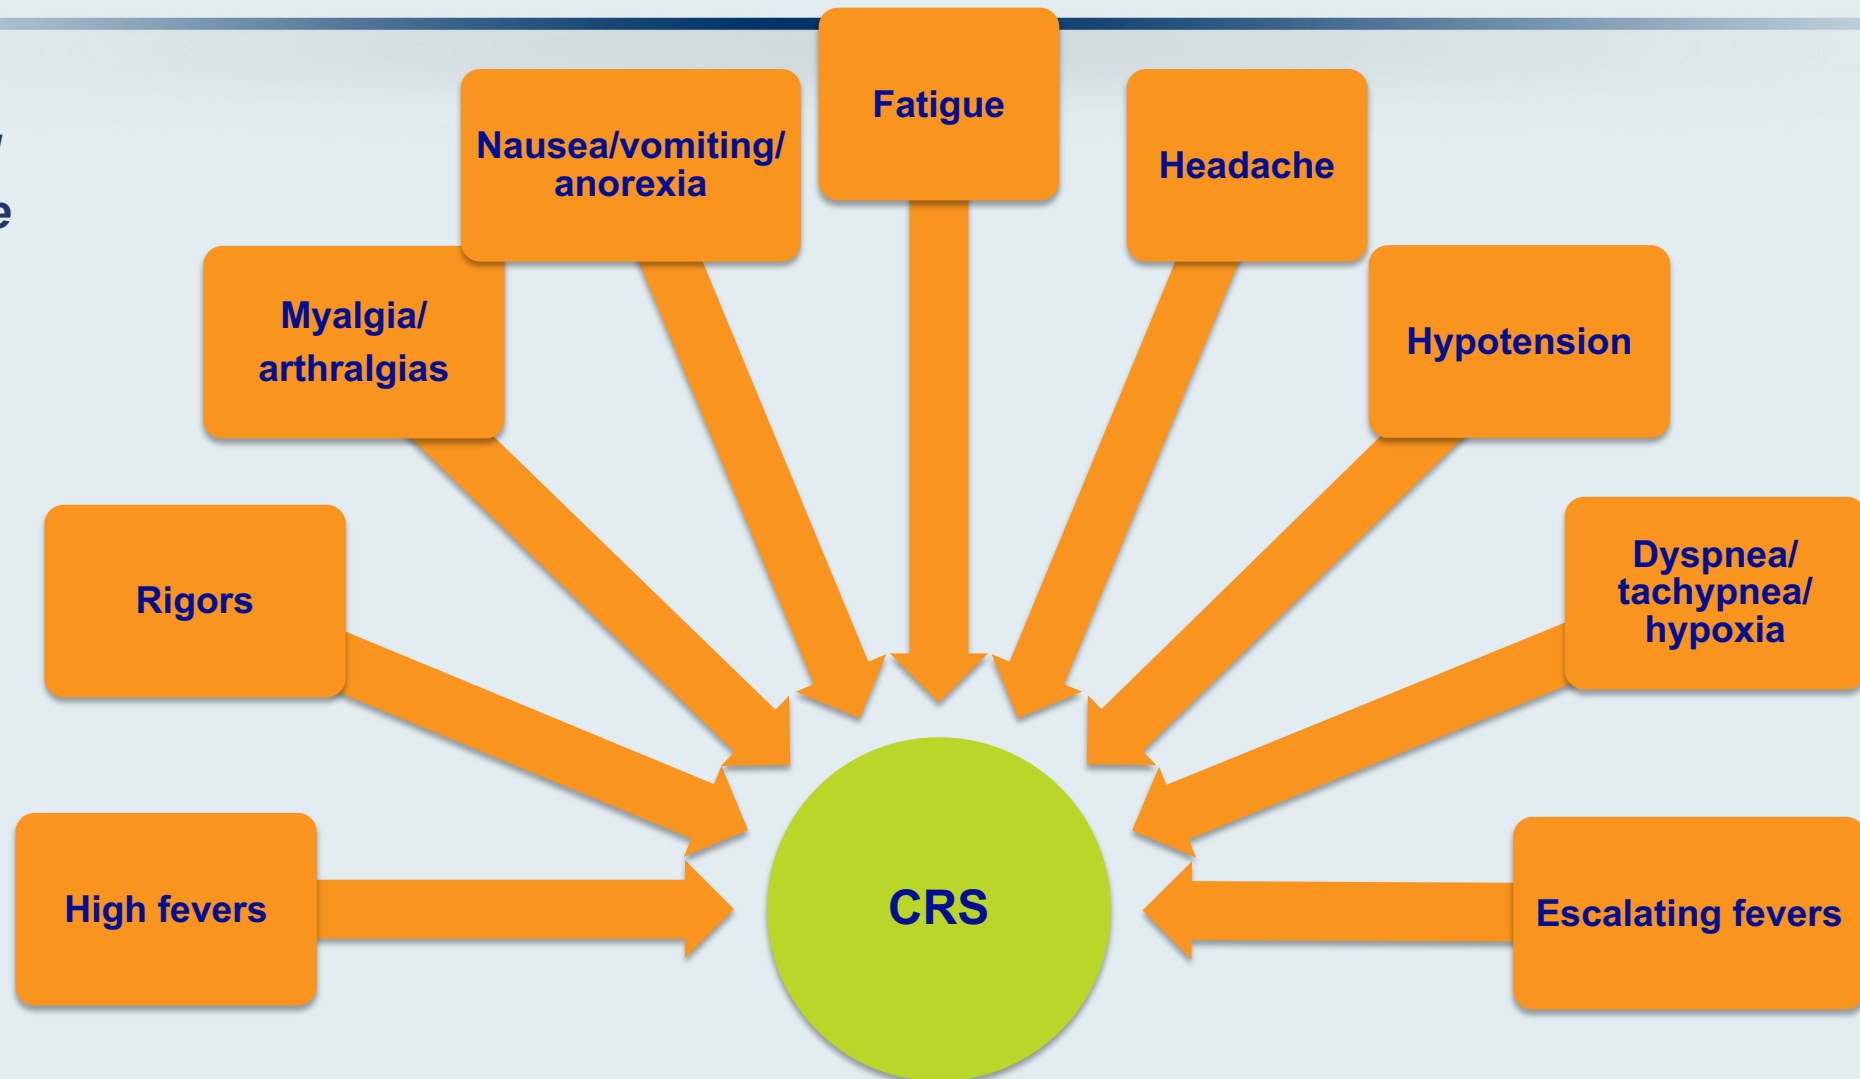 Fatigue
Nausea/vomiting/
anorexia
Headache
Myalgia/
arthralgias
Hypotension
Rigors
Dyspnea/
tachypnea/
hypoxia
High fevers
CRS
Escalating fevers